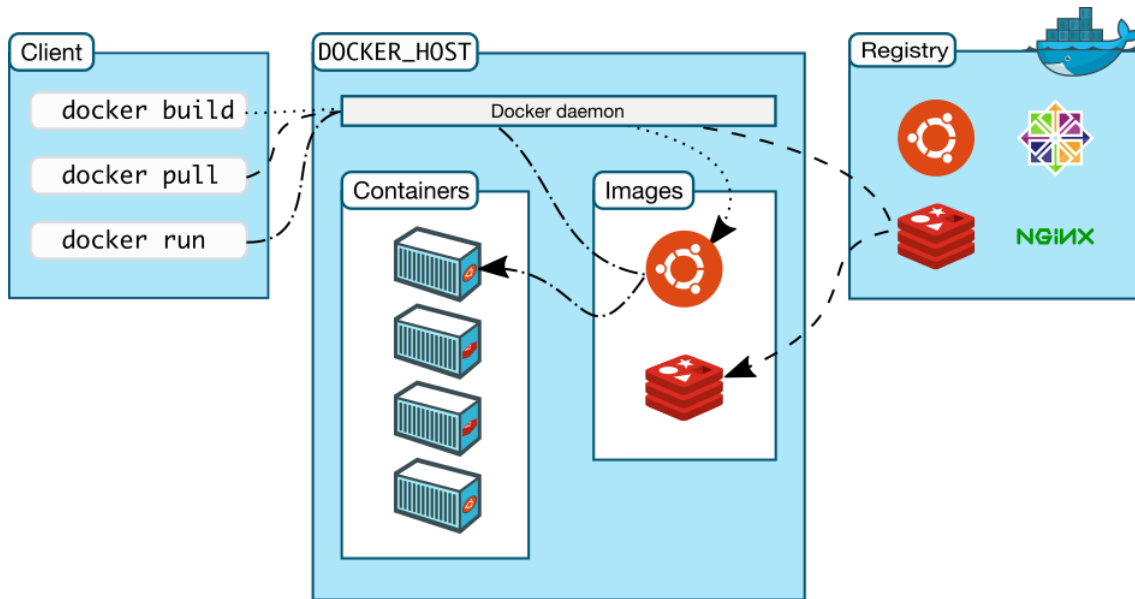 Client
docker build
docker pull
docker run
DOCKER_HOST
Docker daemon
Containers
Images
Registry
NGINX